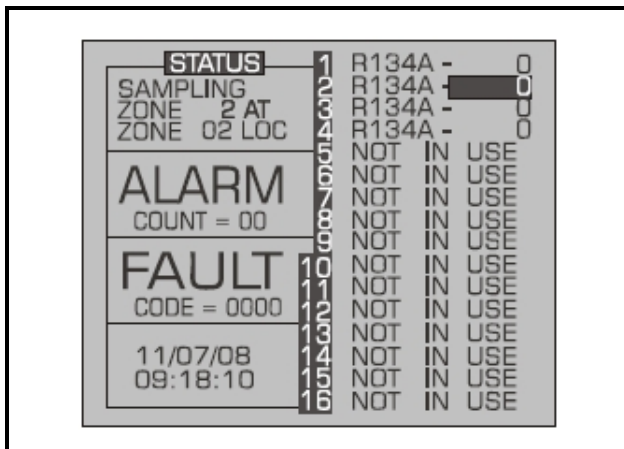 STATUS
SAMPLING
ZONE 2 AT
ZONE 02 LOC
ALARM
COUNT = 00
FAULT
CODE = 0000
11/07/08
09:18:10
1 R134A - 0
2 R134A - 0
3 R134A - 0
4 R134A - 0
5 NOT IN USE
6 NOT IN USE
7 NOT IN USE
8 NOT IN USE
9 NOT IN USE
10 NOT IN USE
11 NOT IN USE
12 NOT IN USE
13 NOT IN USE
14 NOT IN USE
15 NOT IN USE
16 NOT IN USE